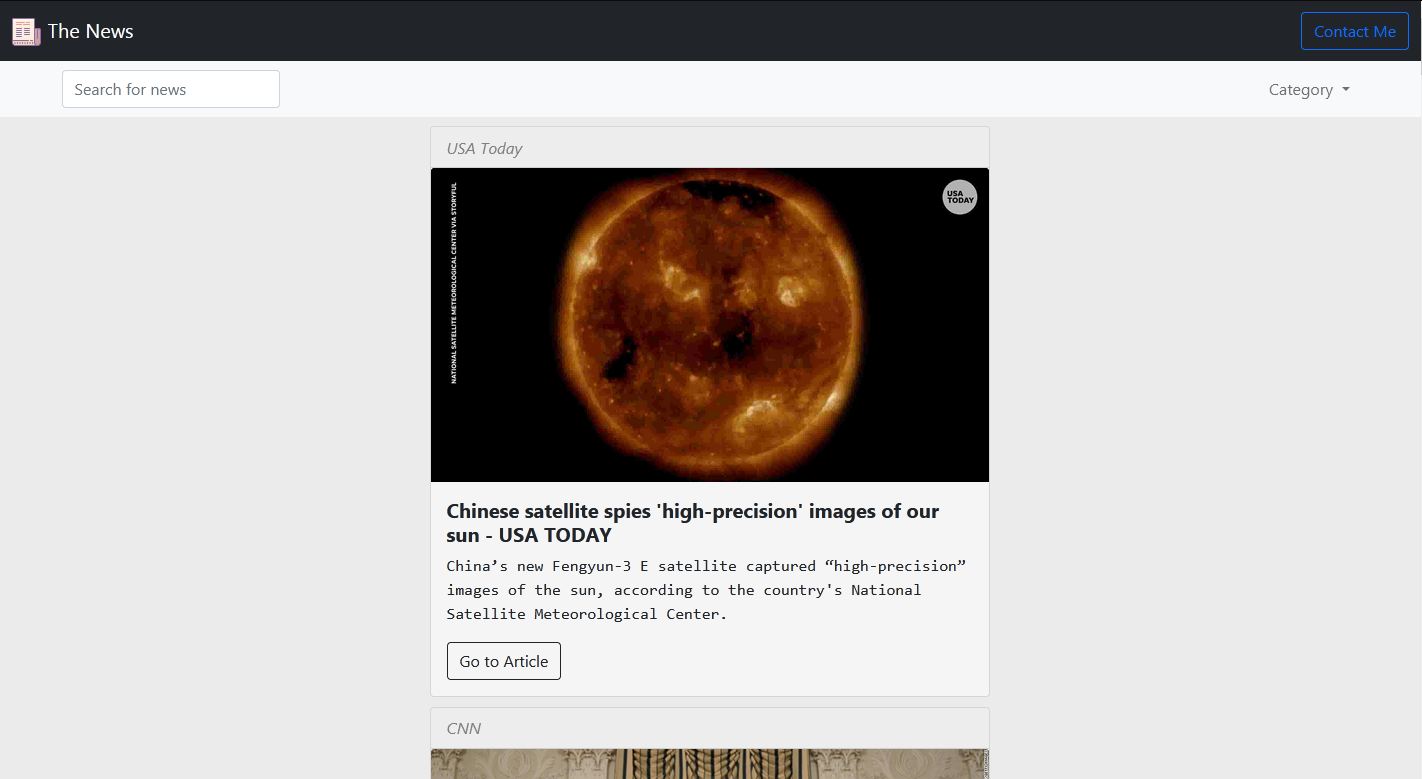 The News
Contact Me
Search for news
Category
USA Today
NATIONAL SATELLITE METEOROLOGICAL CENTER VIA STORYFUL
USA
TODAY
Chinese satellite spies 'high-precision' images of our
sun - USA TODAY
China’s new Fengyun-3 E satellite captured “high-precision”
images of the sun, according to the country's National
Satellite Meteorological Center.
Go to Article
CNN